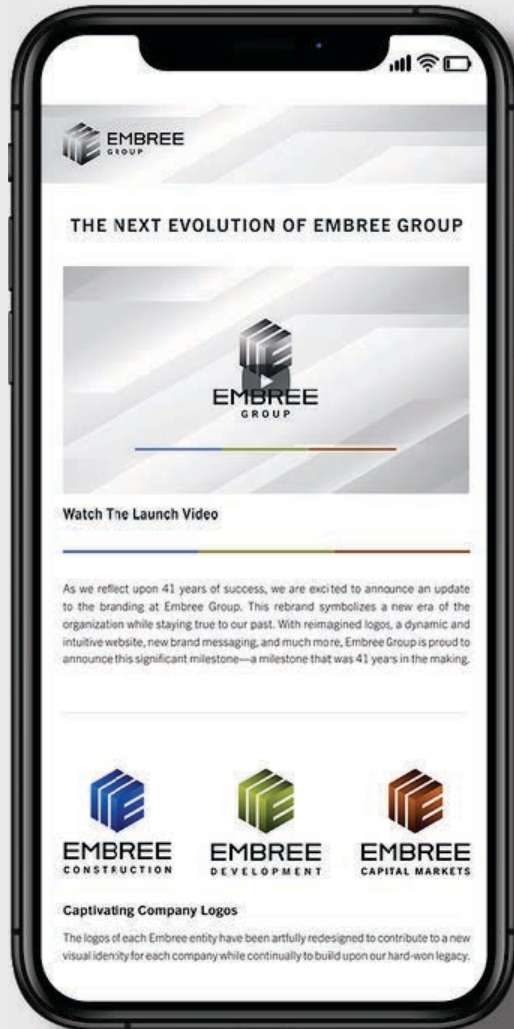 EMBREE
GROUP
THE NEXT EVOLUTION OF EMBREE GROUP
EMBREE
GROUP
Watch The Launch Video
As we reflect upon 41 years of success, we are excited to announce an update
to the branding at Embree Group. This rebrand symbolizes a new era of the
organization while staying true to our past. With reimagined logos, a dynamic and
intuitive website, new brand messaging, and much more, Embree Group is proud to
announce this significant milestone—a milestone that was 41 years in the making.
EMBREE
CONSTRUCTION
EMBREE
DEVELOPMENT
EMBREE
CAPITAL MARKETS
Captivating Company Logos
The logos of each Embree entity have been artfully redesigned to contribute to a new
visual identity for each company while continually to build upon our hard-won legacy.